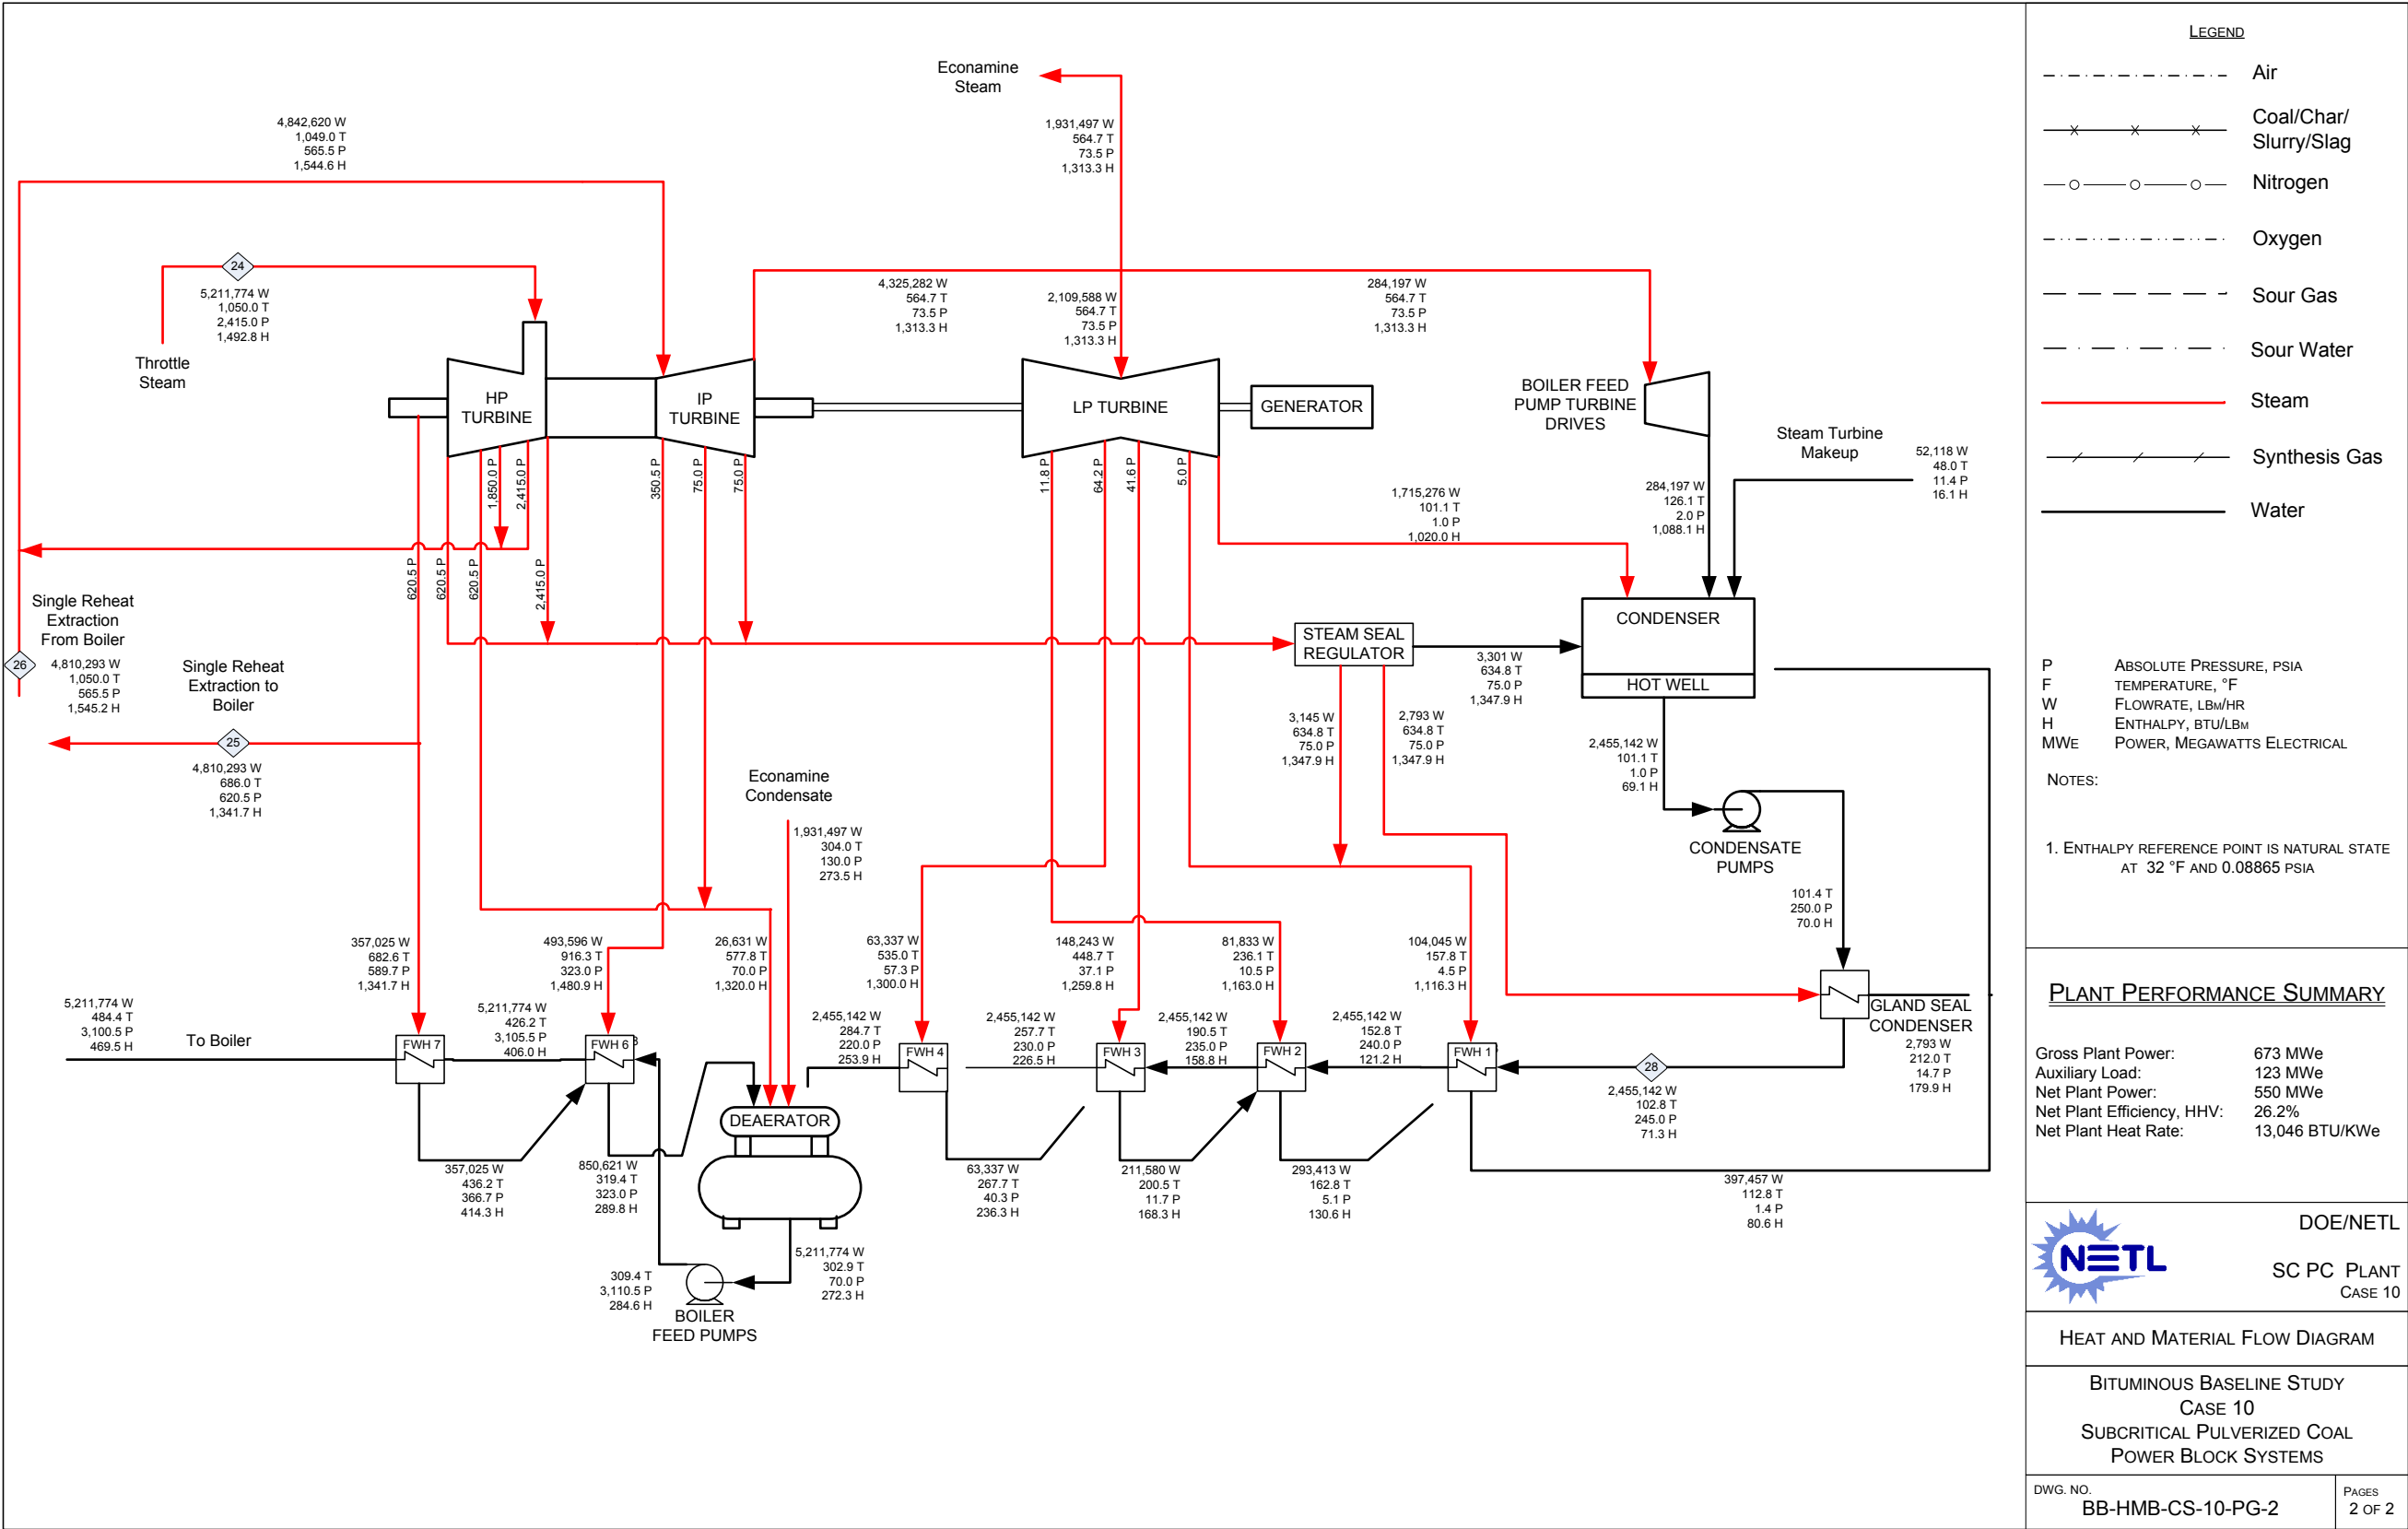 Econamine
Steam
4,842,620 W
1,049.0 T
565.5 P
1,544.6 H
1,931,497 W
564.7 T
73.5 P
1,313.3 H
24
5,211,774 W
1,050.0 T
2,415.0 P
1,492.8 H
Throttle
Steam
4,325,282 W
564.7 T
73.5 P
1,313.3 H
2,109,588 W
564.7 T
73.5 P
1,313.3 H
284,197 W
564.7 T
73.5 P
1,313.3 H
HP
TURBINE
IP
TURBINE
LP TURBINE
GENERATOR
BOILER FEED
PUMP TURBINE
DRIVES
Steam Turbine
Makeup
52,118 W
48.0 T
11.4 P
16.1 H
1,850.0 P
2,415.0 P
350.5 P
75.0 P
75.0 P
11.8 P
64.2 P
41.6 P
5.0 P
1,715,276 W
101.1 T
1.0 P
1,020.0 H
284,197 W
126.1 T
2.0 P
1,088.1 H
620.5 P
620.5 P
620.5 P
2,415.0 P
Single Reheat
Extraction
From Boiler
26
4,810,293 W
1,050.0 T
565.5 P
1,545.2 H
Single Reheat
Extraction to
Boiler
25
4,810,293 W
686.0 T
620.5 P
1,341.7 H
STEAM SEAL
REGULATOR
3,301 W
634.8 T
75.0 P
1,347.9 H
CONDENSER
HOT WELL
3,145 W
634.8 T
75.0 P
1,347.9 H
2,793 W
634.8 T
75.0 P
1,347.9 H
2,455,142 W
101.1 T
1.0 P
69.1 H
Econamine
Condensate
1,931,497 W
304.0 T
130.0 P
273.5 H
CONDENSATE
PUMPS
101.4 T
250.0 P
70.0 H
357,025 W
682.6 T
589.7 P
1,341.7 H
493,596 W
916.3 T
323.0 P
1,480.9 H
26,631 W
577.8 T
70.0 P
1,320.0 H
63,337 W
535.0 T
57.3 P
1,300.0 H
148,243 W
448.7 T
37.1 P
1,259.8 H
81,833 W
236.1 T
10.5 P
1,163.0 H
104,045 W
157.8 T
4.5 P
1,116.3 H
GLAND SEAL
CONDENSER
2,793 W
212.0 T
14.7 P
179.9 H
5,211,774 W
484.4 T
3,100.5 P
469.5 H
To Boiler
5,211,774 W
426.2 T
3,105.5 P
406.0 H
2,455,142 W
284.7 T
220.0 P
253.9 H
2,455,142 W
257.7 T
230.0 P
226.5 H
2,455,142 W
190.5 T
235.0 P
158.8 H
2,455,142 W
152.8 T
240.0 P
121.2 H
FWH 7
FWH 6
FWH 4
FWH 3
FWH 2
FWH 1
28
2,455,142 W
102.8 T
245.0 P
71.3 H
DEAERATOR
357,025 W
436.2 T
366.7 P
414.3 H
850,621 W
319.4 T
323.0 P
289.8 H
63,337 W
267.7 T
40.3 P
236.3 H
211,580 W
200.5 T
11.7 P
168.3 H
293,413 W
162.8 T
5.1 P
130.6 H
397,457 W
112.8 T
1.4 P
80.6 H
5,211,774 W
302.9 T
70.0 P
272.3 H
309.4 T
3,110.5 P
284.6 H
BOILER
FEED PUMPS
LEGEND
Air
Coal/Char/
Slurry/Slag
Nitrogen
Oxygen
Sour Gas
Sour Water
Steam
Synthesis Gas
Water
P ABSOLUTE PRESSURE, PSIA
F TEMPERATURE, °F
W FLOWRATE, LBM/HR
H ENTHALPY, BTU/LBM
MWE POWER, MEGAWATTS ELECTRICAL
NOTES:
1. ENTHALPY REFERENCE POINT IS NATURAL STATE
AT 32 °F AND 0.08865 PSIA
PLANT PERFORMANCE SUMMARY
Gross Plant Power: 673 MWe
Auxiliary Load: 123 MWe
Net Plant Power: 550 MWe
Net Plant Efficiency, HHV: 26.2%
Net Plant Heat Rate: 13,046 BTU/KWe
NETL
DOE/NETL
SC PC PLANT
CASE 10
HEAT AND MATERIAL FLOW DIAGRAM
BITUMINOUS BASELINE STUDY
CASE 10
SUBCRITICAL PULVERIZED COAL
POWER BLOCK SYSTEMS
DWG. NO.
BB-HMB-CS-10-PG-2
PAGES
2 OF 2